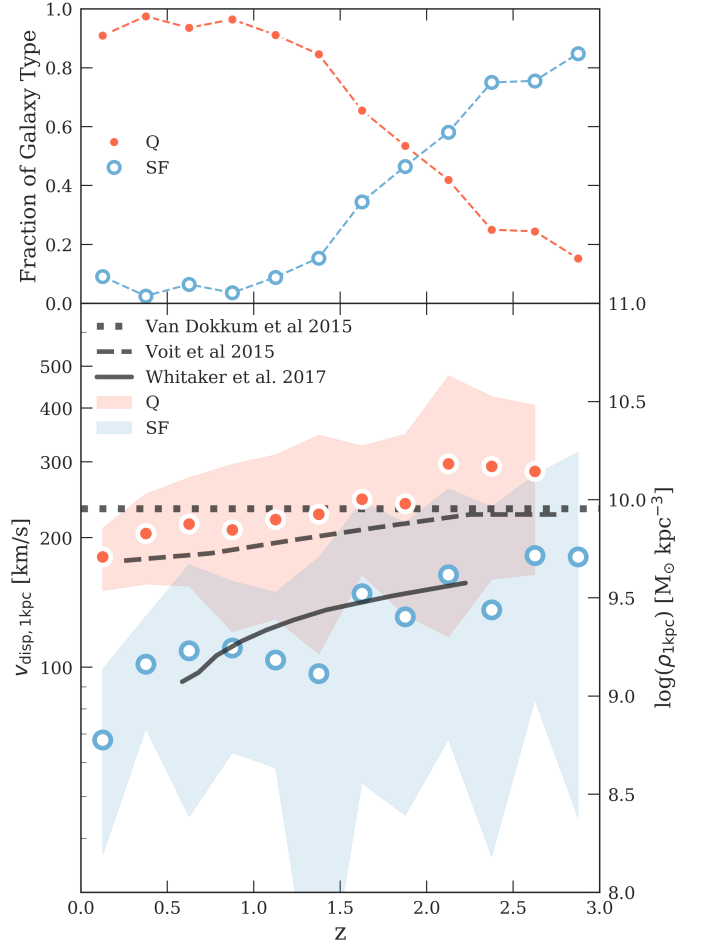 1.0
0.8
0.6
0.4
0.2
0.0
Fraction of Galaxy Type
Q
SF
Van Dokkum et al 2015
Voit et al 2015
Whitaker et al. 2017
Q
SF
500
400
300
200
100
v_disp, 1kpc [km/s]
11.0
10.5
10.0
9.5
9.0
8.5
8.0
log(ρ_1kpc) [M_⊙ kpc^−3]
0.0 0.5 1.0 1.5 2.0 2.5 3.0
z